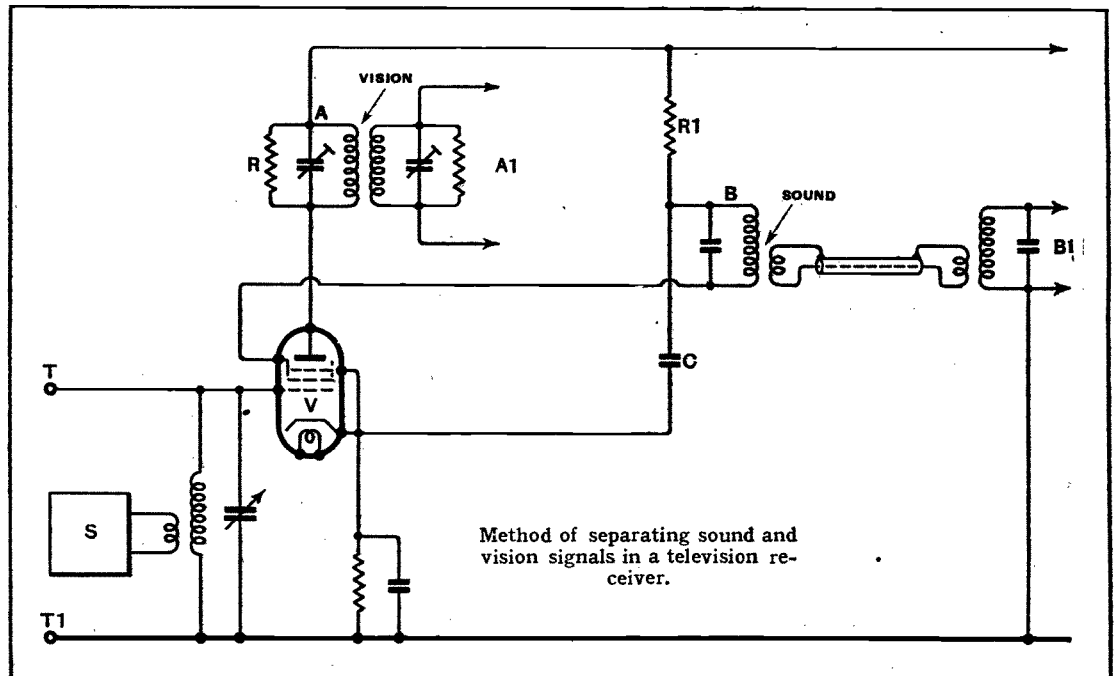 VISION
A
R
A1
R1
B
SOUND
B1
T
V
C
S
T1
Method of separating sound and
vision signals in a television re-
ceiver.